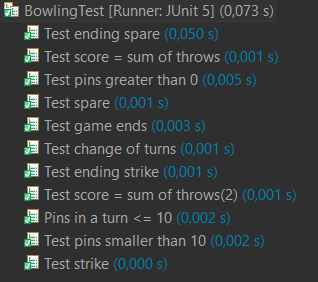 BowlingTest [Runner: JUnit 5] (0,073 s)
Test ending spare (0,050 s)
Test score = sum of throws (0,001 s)
Test pins greater than 0 (0,005 s)
Test spare (0,001 s)
Test game ends (0,003 s)
Test change of turns (0,001 s)
Test ending strike (0,001 s)
Test score = sum of throws(2) (0,001 s)
Pins in a turn <= 10 (0,002 s)
Test pins smaller than 10 (0,002 s)
Test strike (0,000 s)